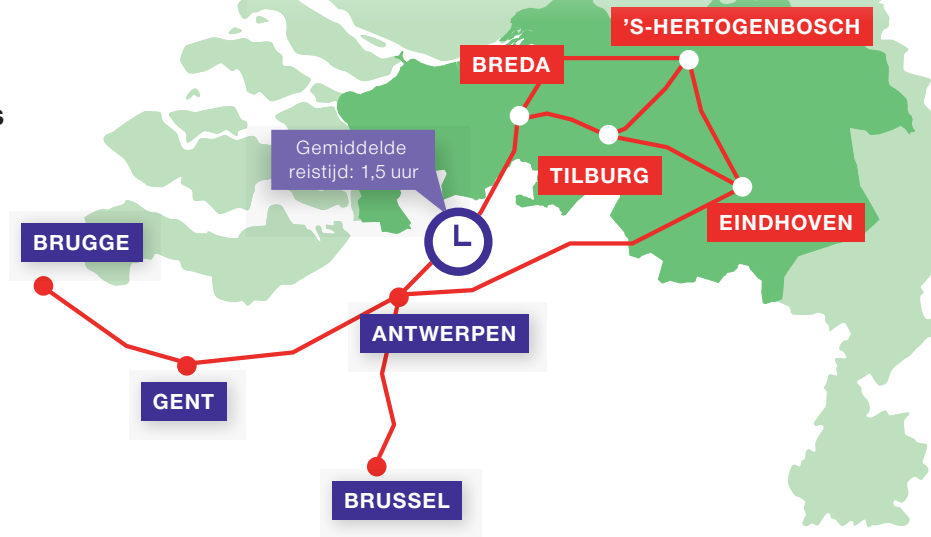 'S-HERTOGENBOSCH
BREDA
s
Gemiddelde
reistijd: 1,5 uur
TILBURG
EINDHOVEN
BRUGGE
ANTWERPEN
GENT
BRUSSEL